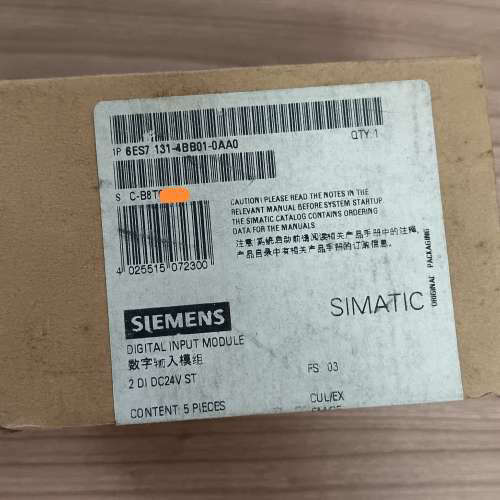 1P 6ES7 131-4BB01-0AA0 QTY:1
S C-B8T
CAUTION! PLEASE READ THE NOTES IN THE
RELEVANT MANUAL BEFORE SYSTEM STARTUP
THE SIMATIC CATALOG CONTAINS ORDERING
DATA FOR THE MANUALS
注意!系统启动前请阅读相关产品手册中的注释,
产品目录中有相关产品手册的订购信息.
4 025515 072300
SIEMENS
SIMATIC
ORIGINAL PACKAGING
DIGITAL INPUT MODULE
数字输入模组
2 DI DC24V ST
FS 03
CONTENT: 5 PIECES
CUL/EX